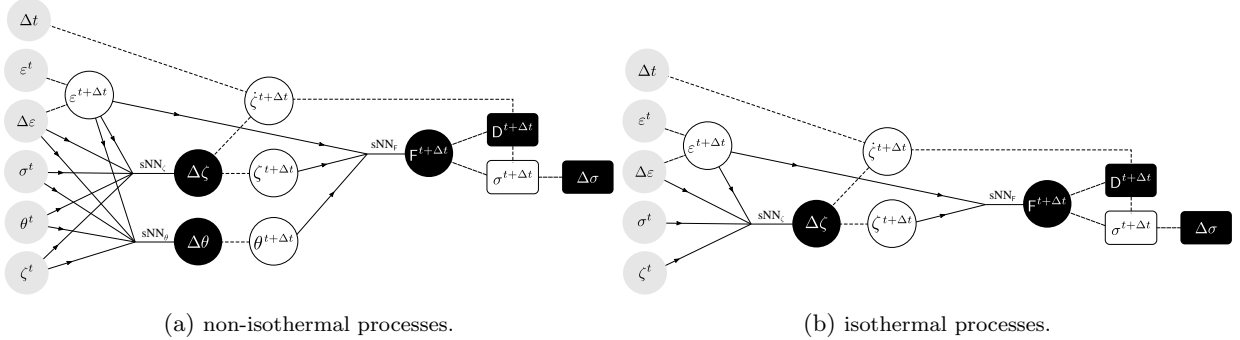 Δt
ε^t
Δε
σ^t
θ^t
ζ^t
ε^{t+Δt}
sNN_ζ
sNN_θ
Δζ
Δθ
ζ̇^{t+Δt}
ζ^{t+Δt}
θ^{t+Δt}
sNN_F
F^{t+Δt}
D^{t+Δt}
σ^{t+Δt}
Δσ
(a) non-isothermal processes.
Δt
ε^t
Δε
σ^t
ζ^t
ε^{t+Δt}
sNN_ζ
Δζ
ζ̇^{t+Δt}
ζ^{t+Δt}
sNN_F
F^{t+Δt}
D^{t+Δt}
σ^{t+Δt}
Δσ
(b) isothermal processes.